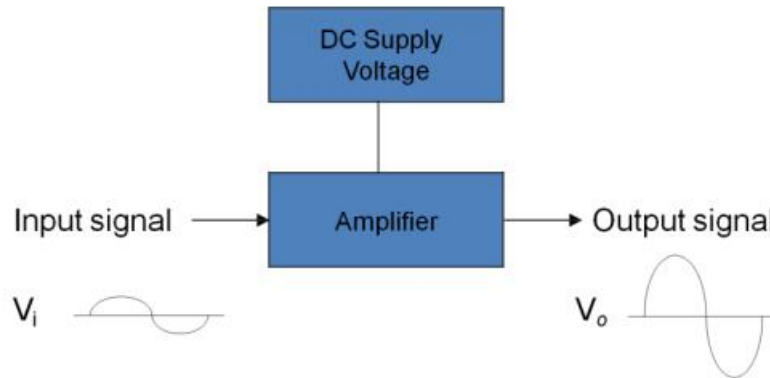 DC Supply
Voltage
Input signal
Amplifier
Output signal
Vi
Vo